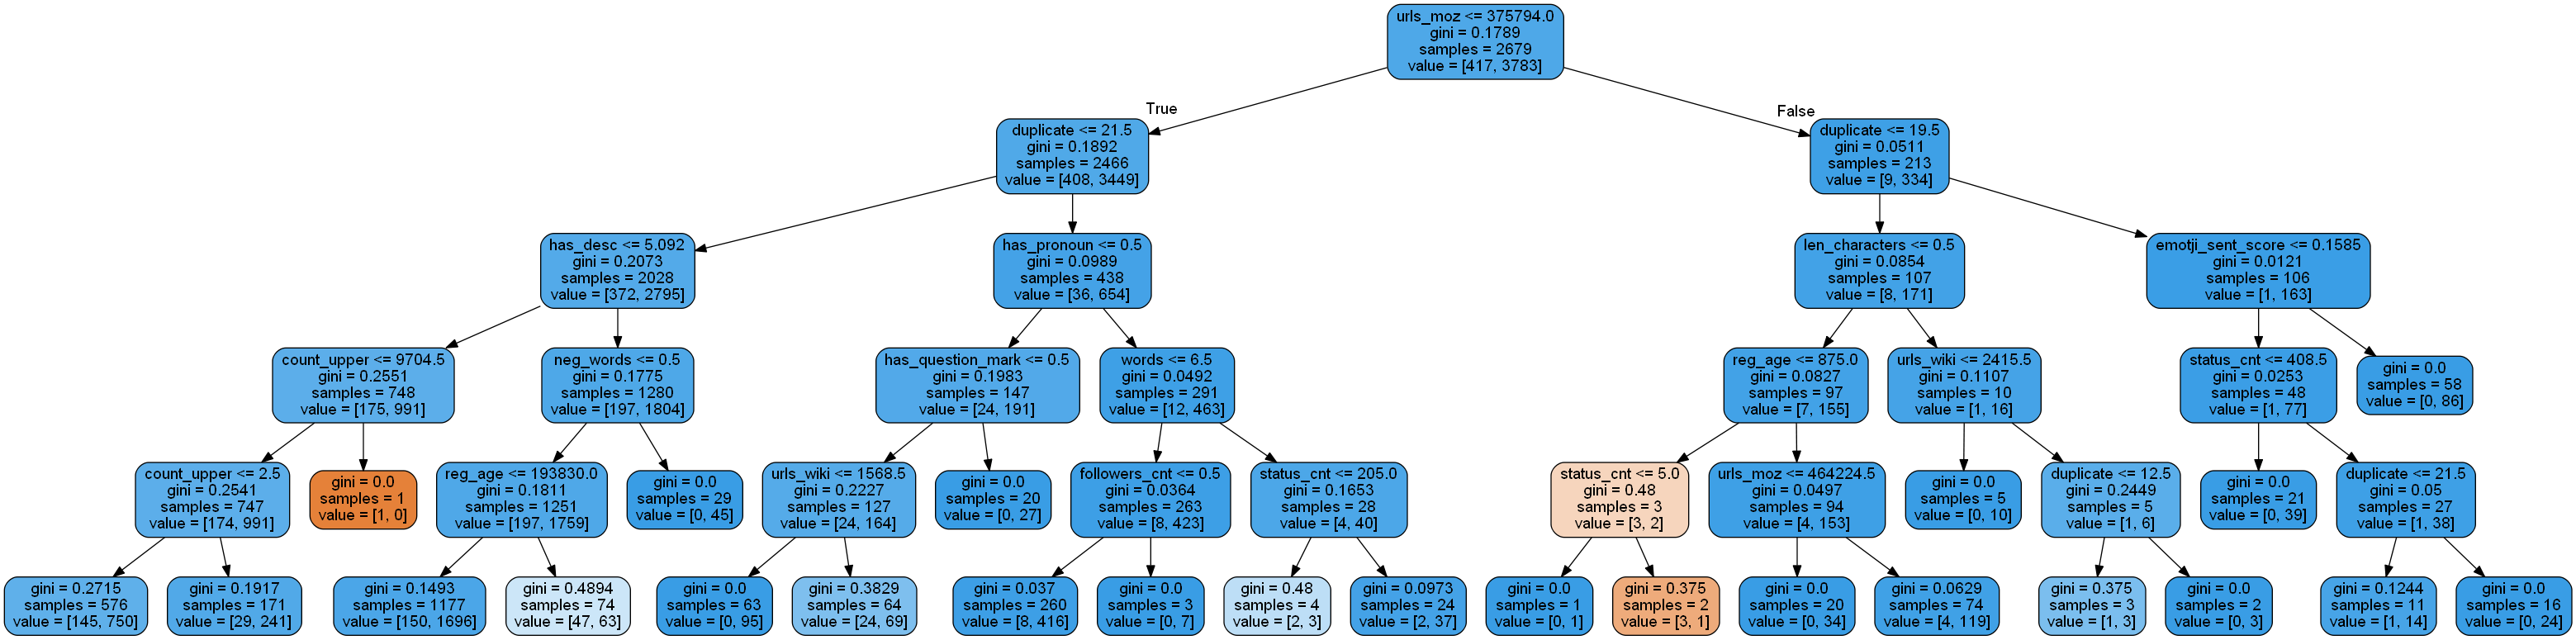 urls_moz <= 375794.0
gini = 0.1789
samples = 2679
value = [417, 3783]
True
False
duplicate <= 21.5
gini = 0.1892
samples = 2466
value = [408, 3449]
duplicate <= 19.5
gini = 0.0511
samples = 213
value = [9, 334]
has_desc <= 5.092
gini = 0.2073
samples = 2028
value = [372, 2795]
has_pronoun <= 0.5
gini = 0.0989
samples = 438
value = [36, 654]
len_characters <= 0.5
gini = 0.0854
samples = 107
value = [8, 171]
emotji_sent_score <= 0.1585
gini = 0.0121
samples = 106
value = [1, 163]
count_upper <= 9704.5
gini = 0.2551
samples = 748
value = [175, 991]
neg_words <= 0.5
gini = 0.1775
samples = 1280
value = [197, 1804]
has_question_mark <= 0.5
gini = 0.1983
samples = 147
value = [24, 191]
words <= 6.5
gini = 0.0492
samples = 291
value = [12, 463]
reg_age <= 875.0
gini = 0.0827
samples = 97
value = [7, 155]
urls_wiki <= 2415.5
gini = 0.1107
samples = 10
value = [1, 16]
status_cnt <= 408.5
gini = 0.0253
samples = 48
value = [1, 77]
gini = 0.0
samples = 58
value = [0, 86]
count_upper <= 2.5
gini = 0.2541
samples = 747
value = [174, 991]
gini = 0.0
samples = 1
value = [1, 0]
reg_age <= 193830.0
gini = 0.1811
samples = 1251
value = [197, 1759]
gini = 0.0
samples = 29
value = [0, 45]
urls_wiki <= 1568.5
gini = 0.2227
samples = 127
value = [24, 164]
gini = 0.0
samples = 20
value = [0, 27]
followers_cnt <= 0.5
gini = 0.0364
samples = 263
value = [8, 423]
status_cnt <= 205.0
gini = 0.1653
samples = 28
value = [4, 40]
status_cnt <= 5.0
gini = 0.48
samples = 3
value = [3, 2]
urls_moz <= 464224.5
gini = 0.0497
samples = 94
value = [4, 153]
gini = 0.0
samples = 5
value = [0, 10]
duplicate <= 12.5
gini = 0.2449
samples = 5
value = [1, 6]
gini = 0.0
samples = 21
value = [0, 39]
duplicate <= 21.5
gini = 0.05
samples = 27
value = [1, 38]
gini = 0.2715
samples = 576
value = [145, 750]
gini = 0.1917
samples = 171
value = [29, 241]
gini = 0.1493
samples = 1177
value = [150, 1696]
gini = 0.4894
samples = 74
value = [47, 63]
gini = 0.0
samples = 63
value = [0, 95]
gini = 0.3829
samples = 64
value = [24, 69]
gini = 0.037
samples = 260
value = [8, 416]
gini = 0.0
samples = 3
value = [0, 7]
gini = 0.48
samples = 4
value = [2, 3]
gini = 0.0973
samples = 24
value = [2, 37]
gini = 0.0
samples = 1
value = [0, 1]
gini = 0.375
samples = 2
value = [3, 1]
gini = 0.0
samples = 20
value = [0, 34]
gini = 0.0629
samples = 74
value = [4, 119]
gini = 0.375
samples = 3
value = [1, 3]
gini = 0.0
samples = 2
value = [0, 3]
gini = 0.1244
samples = 11
value = [1, 14]
gini = 0.0
samples = 16
value = [0, 24]